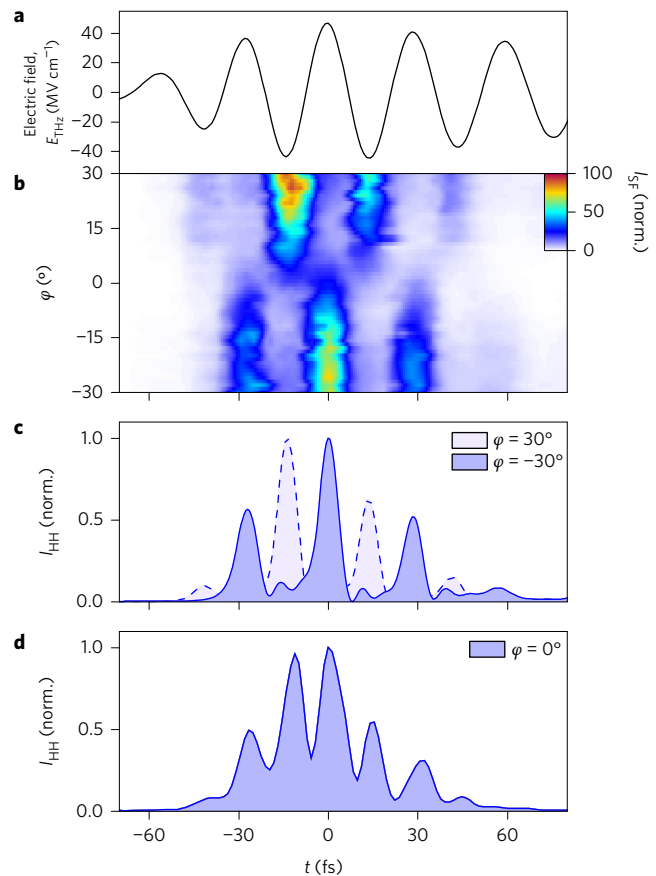 a
Electric field,
E_THz (MV cm⁻¹)
40
20
0
−20
−40
b
φ (°)
30
15
0
−15
−30
100
50
0
I_SF (norm.)
c
I_HH (norm.)
1.0
0.5
0.0
φ = 30°
φ = −30°
d
I_HH (norm.)
1.0
0.5
0.0
φ = 0°
−60 −30 0 30 60
t (fs)